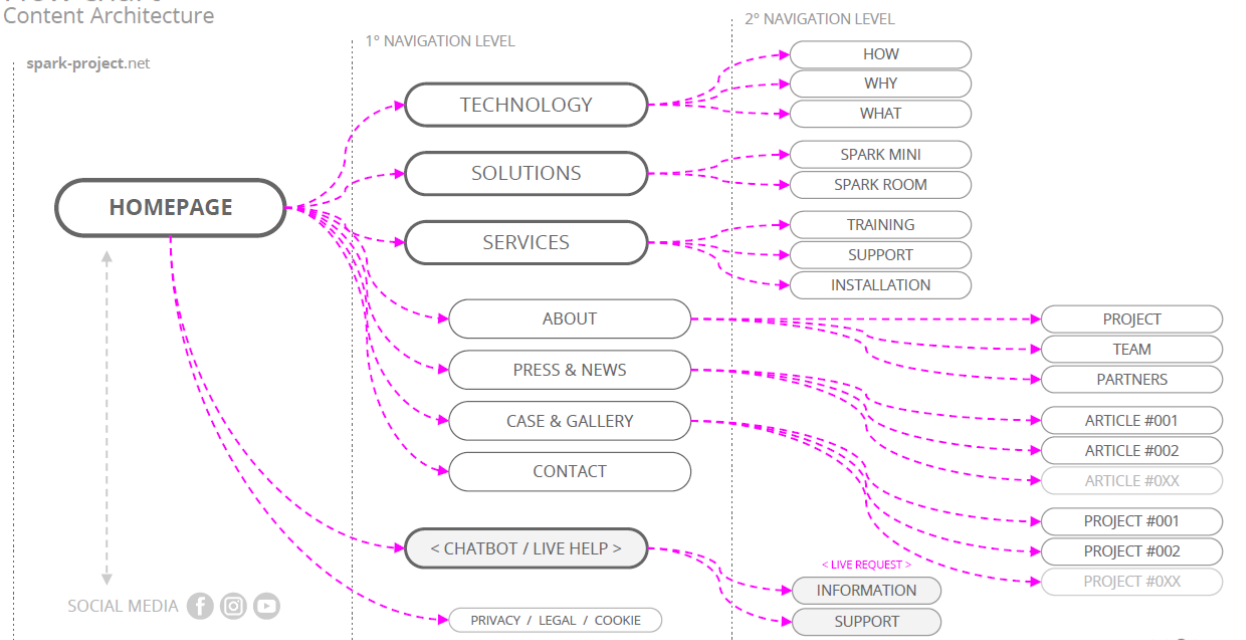 Content Architecture
spark-project.net
1º NAVIGATION LEVEL
2º NAVIGATION LEVEL
HOMEPAGE
TECHNOLOGY
HOW
WHY
WHAT
SOLUTIONS
SPARK MINI
SPARK ROOM
SERVICES
TRAINING
SUPPORT
INSTALLATION
ABOUT
PROJECT
TEAM
PARTNERS
PRESS & NEWS
ARTICLE #001
ARTICLE #002
ARTICLE #0XX
CASE & GALLERY
PROJECT #001
PROJECT #002
PROJECT #0XX
CONTACT
< CHATBOT / LIVE HELP >
< LIVE REQUEST >
INFORMATION
SUPPORT
PRIVACY / LEGAL / COOKIE
SOCIAL MEDIA